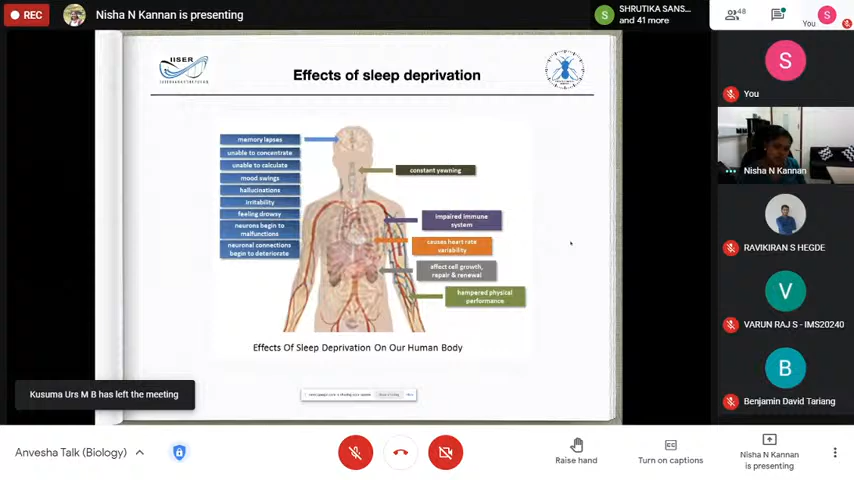 REC
Nisha N Kannan is presenting
SHRUTIKA SANS...
and 41 more
48
You
S
IISER
Effects of sleep deprivation
memory lapses
unable to concentrate
unable to calculate
mood swings
hallucinations
irritability
feeling drowsy
neurons begin to
malfunctions
neuronal connections
begin to deteriorate
constant yawning
impaired immune
system
causes heart rate
variability
affect cell growth,
repair & renewal
hampered physical
performance
Effects Of Sleep Deprivation On Our Human Body
S
You
Nisha N Kannan
RAVIKIRAN S HEGDE
V
VARUN RAJ S - IMS20240
B
Benjamin David Tariang
Kusuma Urs M B has left the meeting
Anvesha Talk (Biology)
Raise hand
Turn on captions
Nisha N Kannan
is presenting